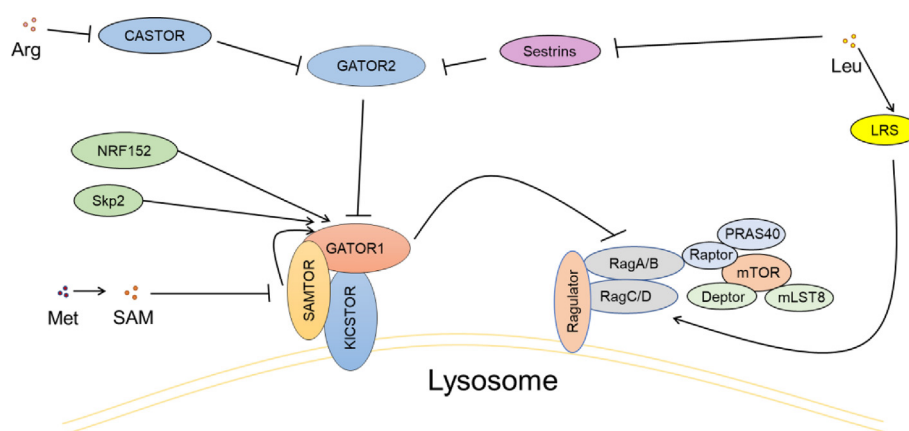 Arg
CASTOR
GATOR2
Sestrins
Leu
LRS
NRF152
Skp2
GATOR1
SAMTOR
KICSTOR
Met
SAM
Ragulator
RagA/B
RagC/D
Raptor
PRAS40
mTOR
Deptor
mLST8
Lysosome